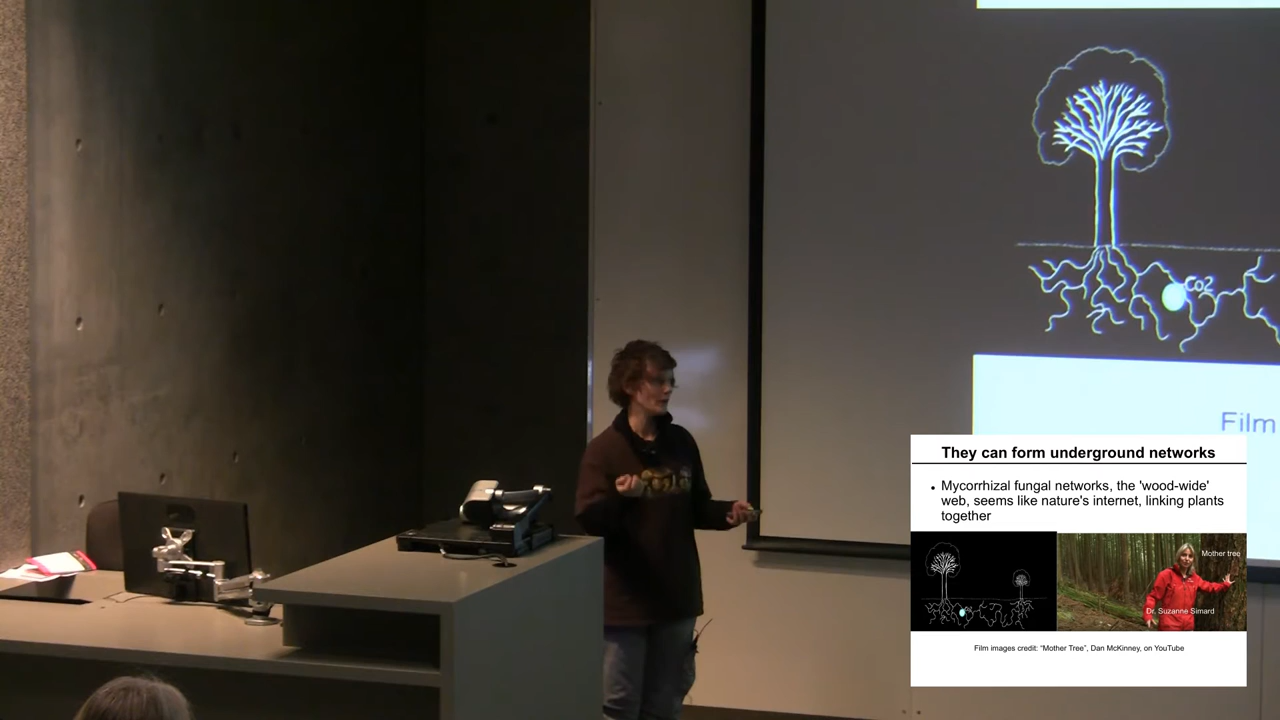 Co2
Film
They can form underground networks
• Mycorrhizal fungal networks, the 'wood-wide'
web, seems like nature's internet, linking plants
together
Mother tree
Dr. Suzanne Simard
Film images credit: “Mother Tree”, Dan McKinney, on YouTube